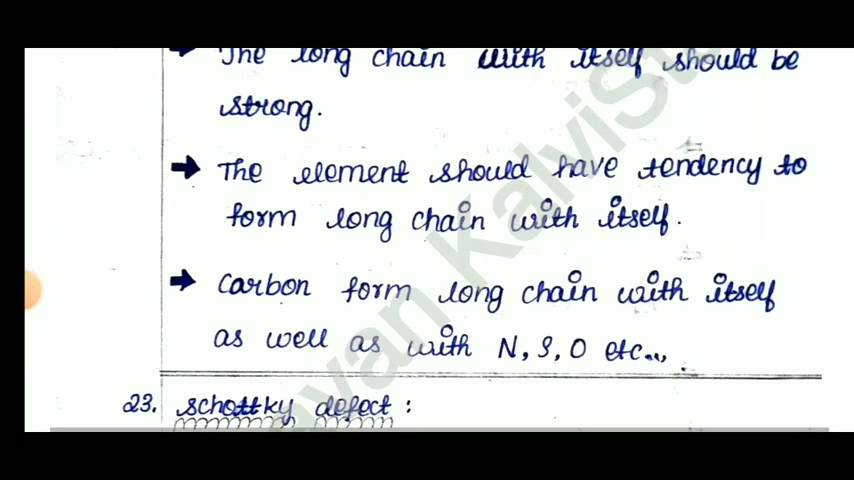 → The long chain with itself should be
strong.
→ The element should have tendency to
form long chain with itself.
→ Carbon form long chain with itself
as well as with N, S, O etc...,
23. schottky defect :